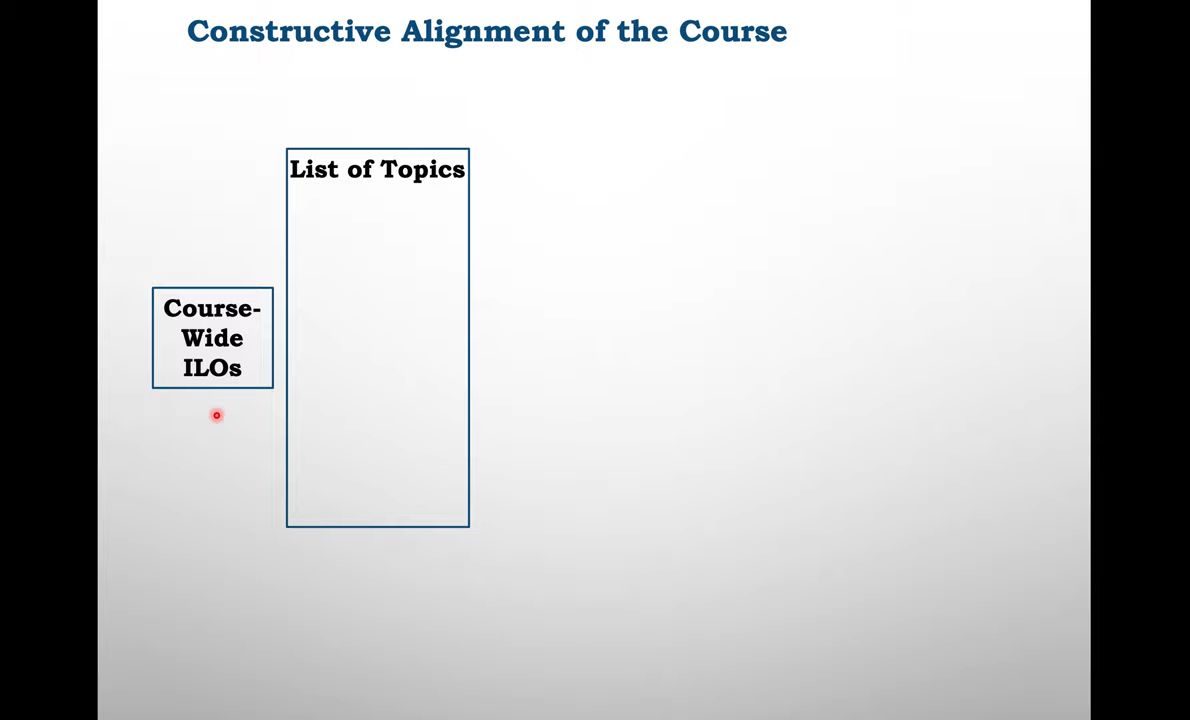 Constructive Alignment of the Course
List of Topics
Course-
Wide
ILOs